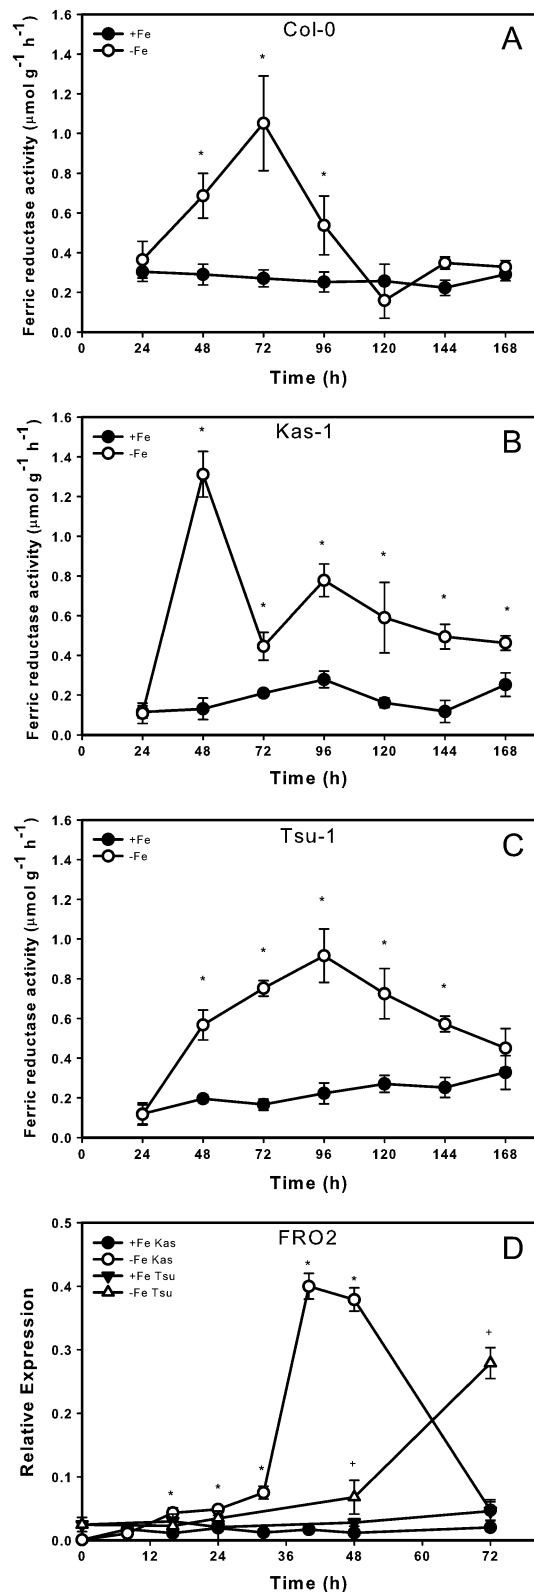 Col-0
A
+Fe
-Fe
Ferric reductase activity (μmol g-1 h-1)
1.6
1.4
1.2
1.0
0.8
0.6
0.4
0.2
0.0
* * *
0 24 48 72 96 120 144 168
Time (h)
Kas-1
B
+Fe
-Fe
Ferric reductase activity (μmol g-1 h-1)
1.6
1.4
1.2
1.0
0.8
0.6
0.4
0.2
0.0
* * * * * *
0 24 48 72 96 120 144 168
Time (h)
Tsu-1
C
+Fe
-Fe
Ferric reductase activity (μmol g-1 h-1)
1.6
1.4
1.2
1.0
0.8
0.6
0.4
0.2
0.0
* * * * *
0 24 48 72 96 120 144 168
Time (h)
FRO2
D
+Fe Kas
-Fe Kas
+Fe Tsu
-Fe Tsu
Relative Expression
0.5
0.4
0.3
0.2
0.1
0.0
* * * * * + +
0 12 24 36 48 60 72
Time (h)